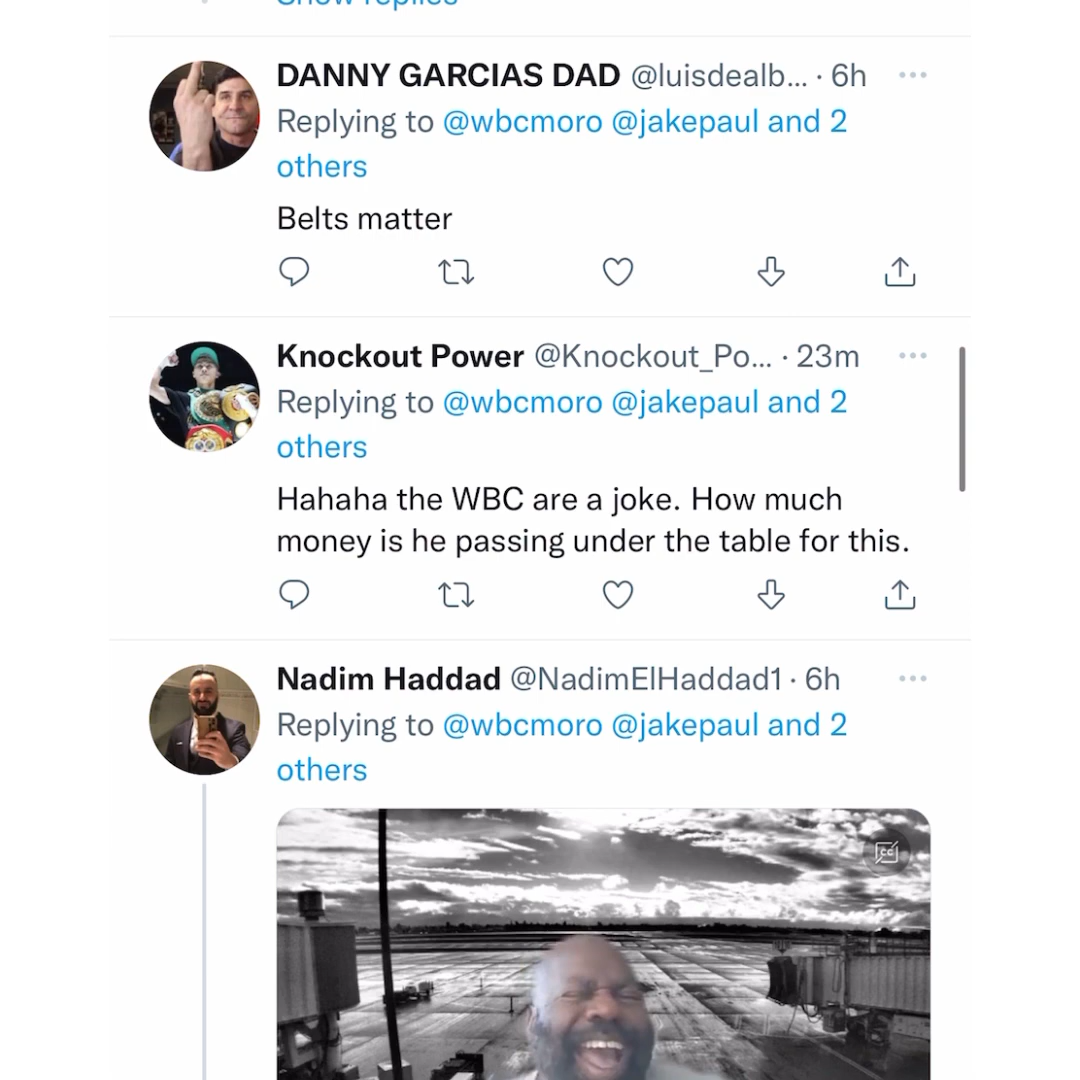 Show replies
DANNY GARCIAS DAD @luisdealb... · 6h
Replying to @wbcmoro @jakepaul and 2
others
Belts matter
Knockout Power @Knockout_Po... · 23m
Replying to @wbcmoro @jakepaul and 2
others
Hahaha the WBC are a joke. How much
money is he passing under the table for this.
Nadim Haddad @NadimElHaddad1 · 6h
Replying to @wbcmoro @jakepaul and 2
others
CC